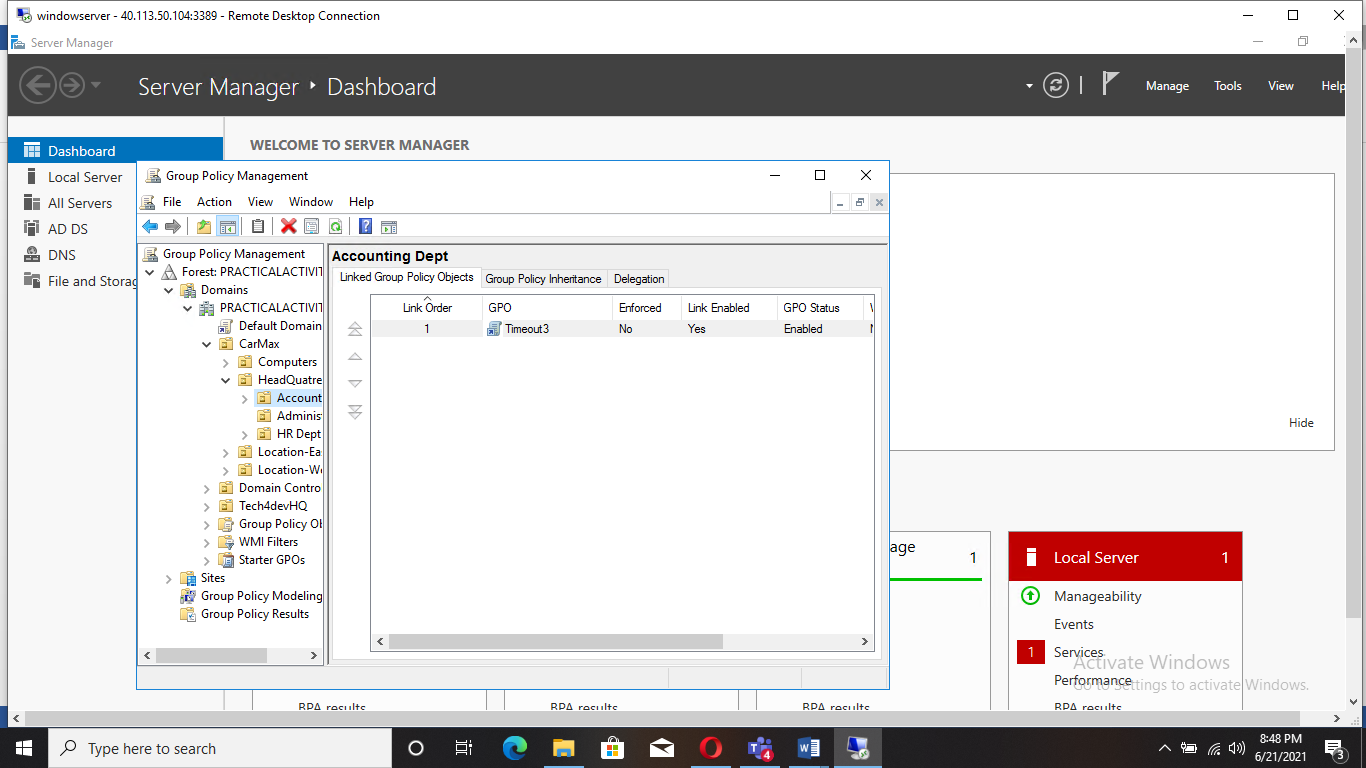 windowserver - 40.113.50.104:3389 - Remote Desktop Connection
Server Manager
Server Manager ‣ Dashboard
Manage Tools View Help
Dashboard
Local Server
All Servers
AD DS
DNS
File and Storag
WELCOME TO SERVER MANAGER
Group Policy Management
File Action View Window Help
Group Policy Management
Forest: PRACTICALACTIVIT
Domains
PRACTICALACTIVIT
Default Domain
CarMax
Computers
HeadQuatre
Account
Adminis
HR Dept
Location-Ea
Location-We
Domain Contro
Tech4devHQ
Group Policy Ob
WMI Filters
Starter GPOs
Sites
Group Policy Modeling
Group Policy Results
Accounting Dept
Linked Group Policy Objects Group Policy Inheritance Delegation
Link Order GPO Enforced Link Enabled GPO Status
1 Timeout3 No Yes Enabled
Hide
age 1
Local Server 1
Manageability
Events
1 Services
Performance
BPA results
BPA results
BPA results
BPA results
Activate Windows
Go to Settings to activate Windows.
Type here to search
4
8:48 PM
6/21/2021
3